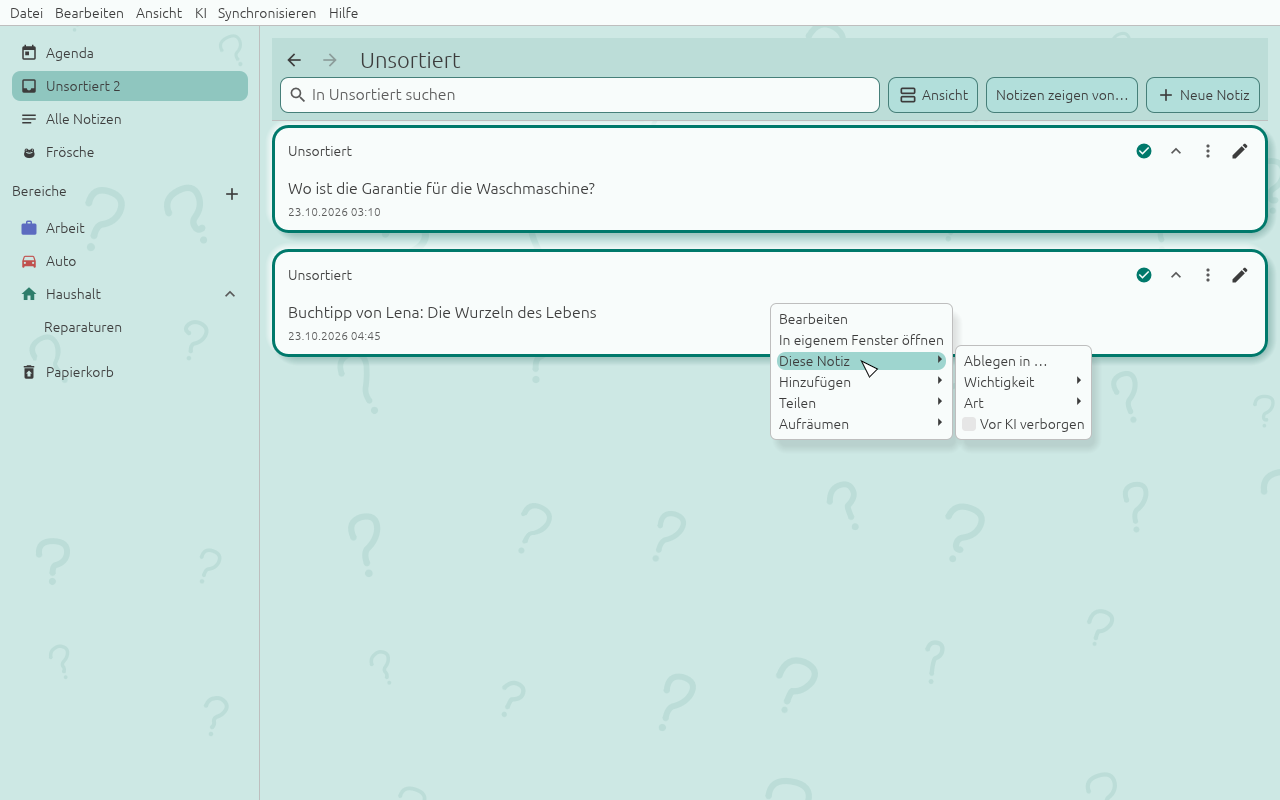 Datei Bearbeiten Ansicht KI Synchronisieren Hilfe
Agenda
Unsortiert 2
Alle Notizen
Frösche
Bereiche
Arbeit
Auto
Haushalt
Reparaturen
Papierkorb
Unsortiert
In Unsortiert suchen
Ansicht
Notizen zeigen von...
Neue Notiz
Unsortiert
Wo ist die Garantie für die Waschmaschine?
23.10.2026 03:10
Unsortiert
Buchtipp von Lena: Die Wurzeln des Lebens
23.10.2026 04:45
Bearbeiten
In eigenem Fenster öffnen
Diese Notiz
Hinzufügen
Teilen
Aufräumen
Ablegen in ...
Wichtigkeit
Art
Vor KI verborgen